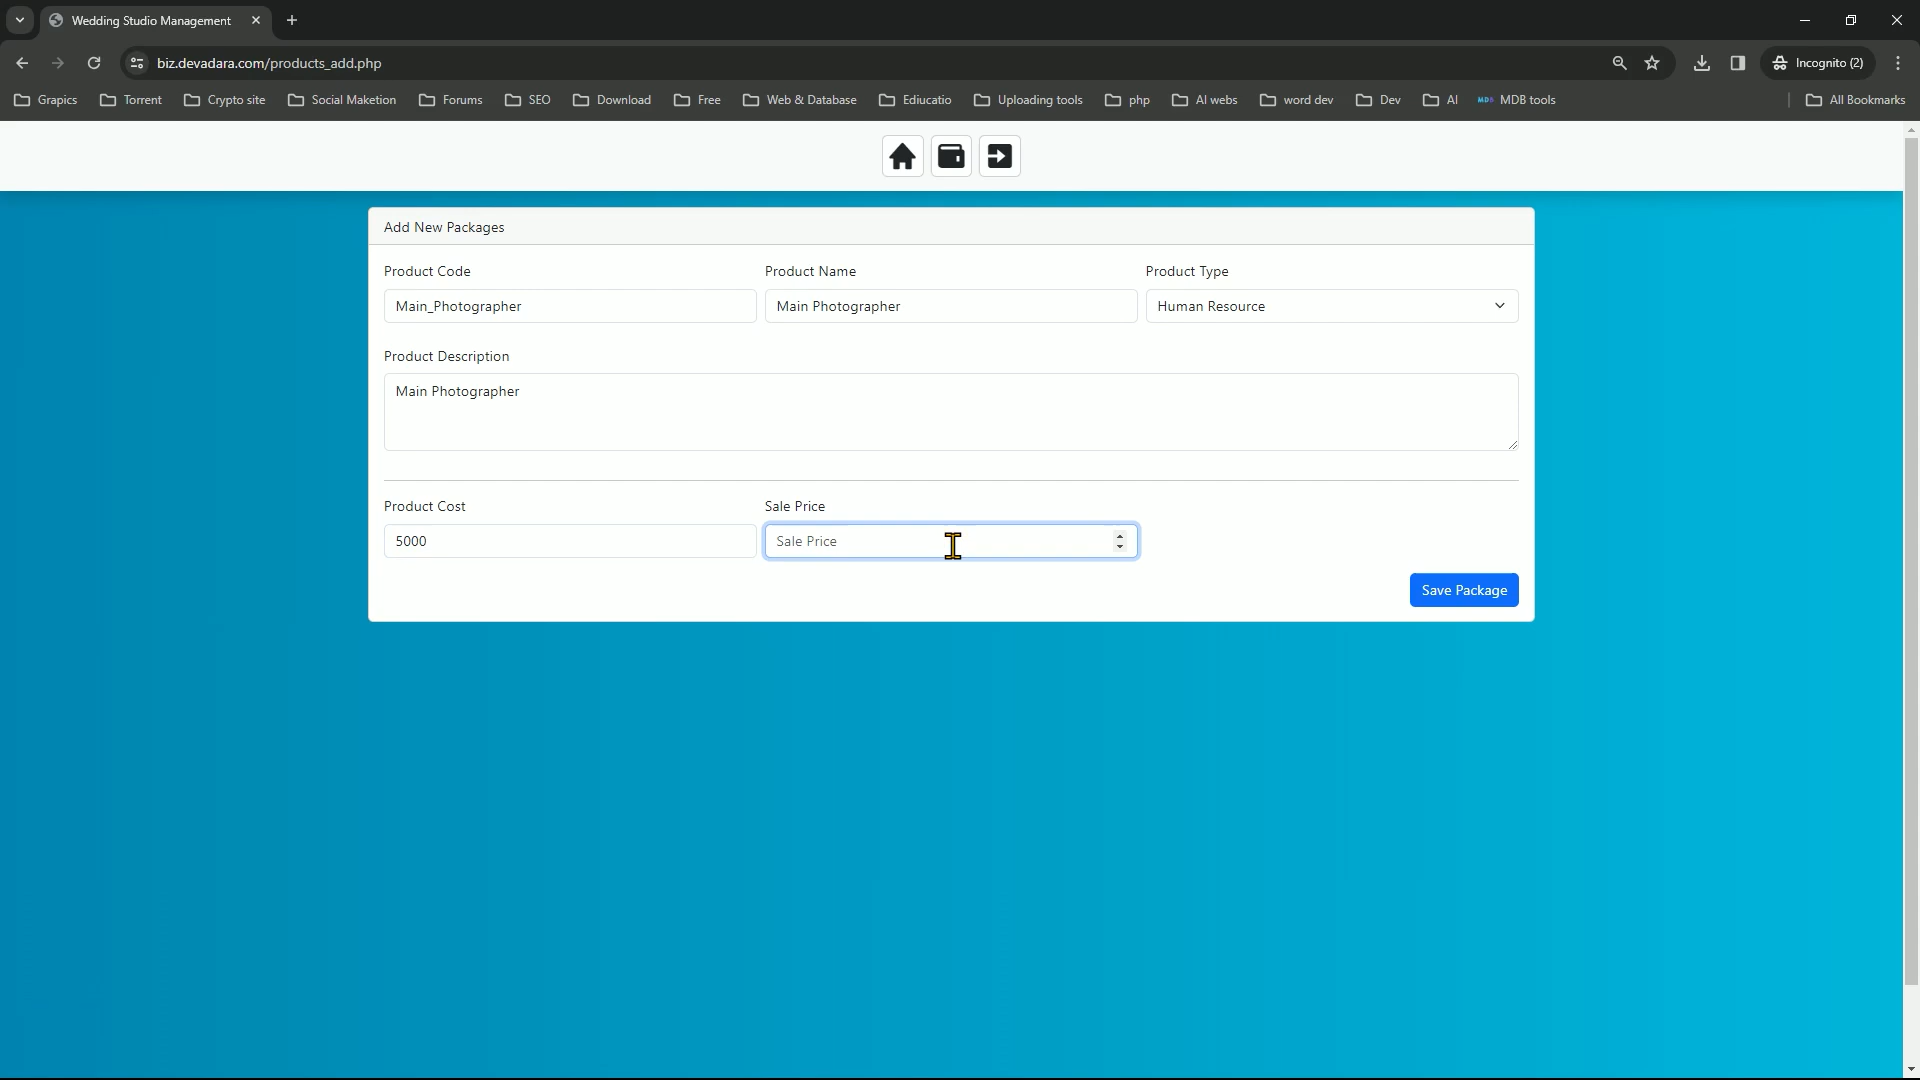 Wedding Studio Management
biz.devadara.com/products_add.php
Incognito (2)
Grapics
Torrent
Crypto site
Social Maketion
Forums
SEO
Download
Free
Web & Database
Ediucatio
Uploading tools
php
AI webs
word dev
Dev
AI
MDB tools
All Bookmarks
Add New Packages
Product Code
Product Name
Product Type
Main_Photographer
Main Photographer
Human Resource
Product Description
Main Photographer
Product Cost
Sale Price
5000
Sale Price
Save Package